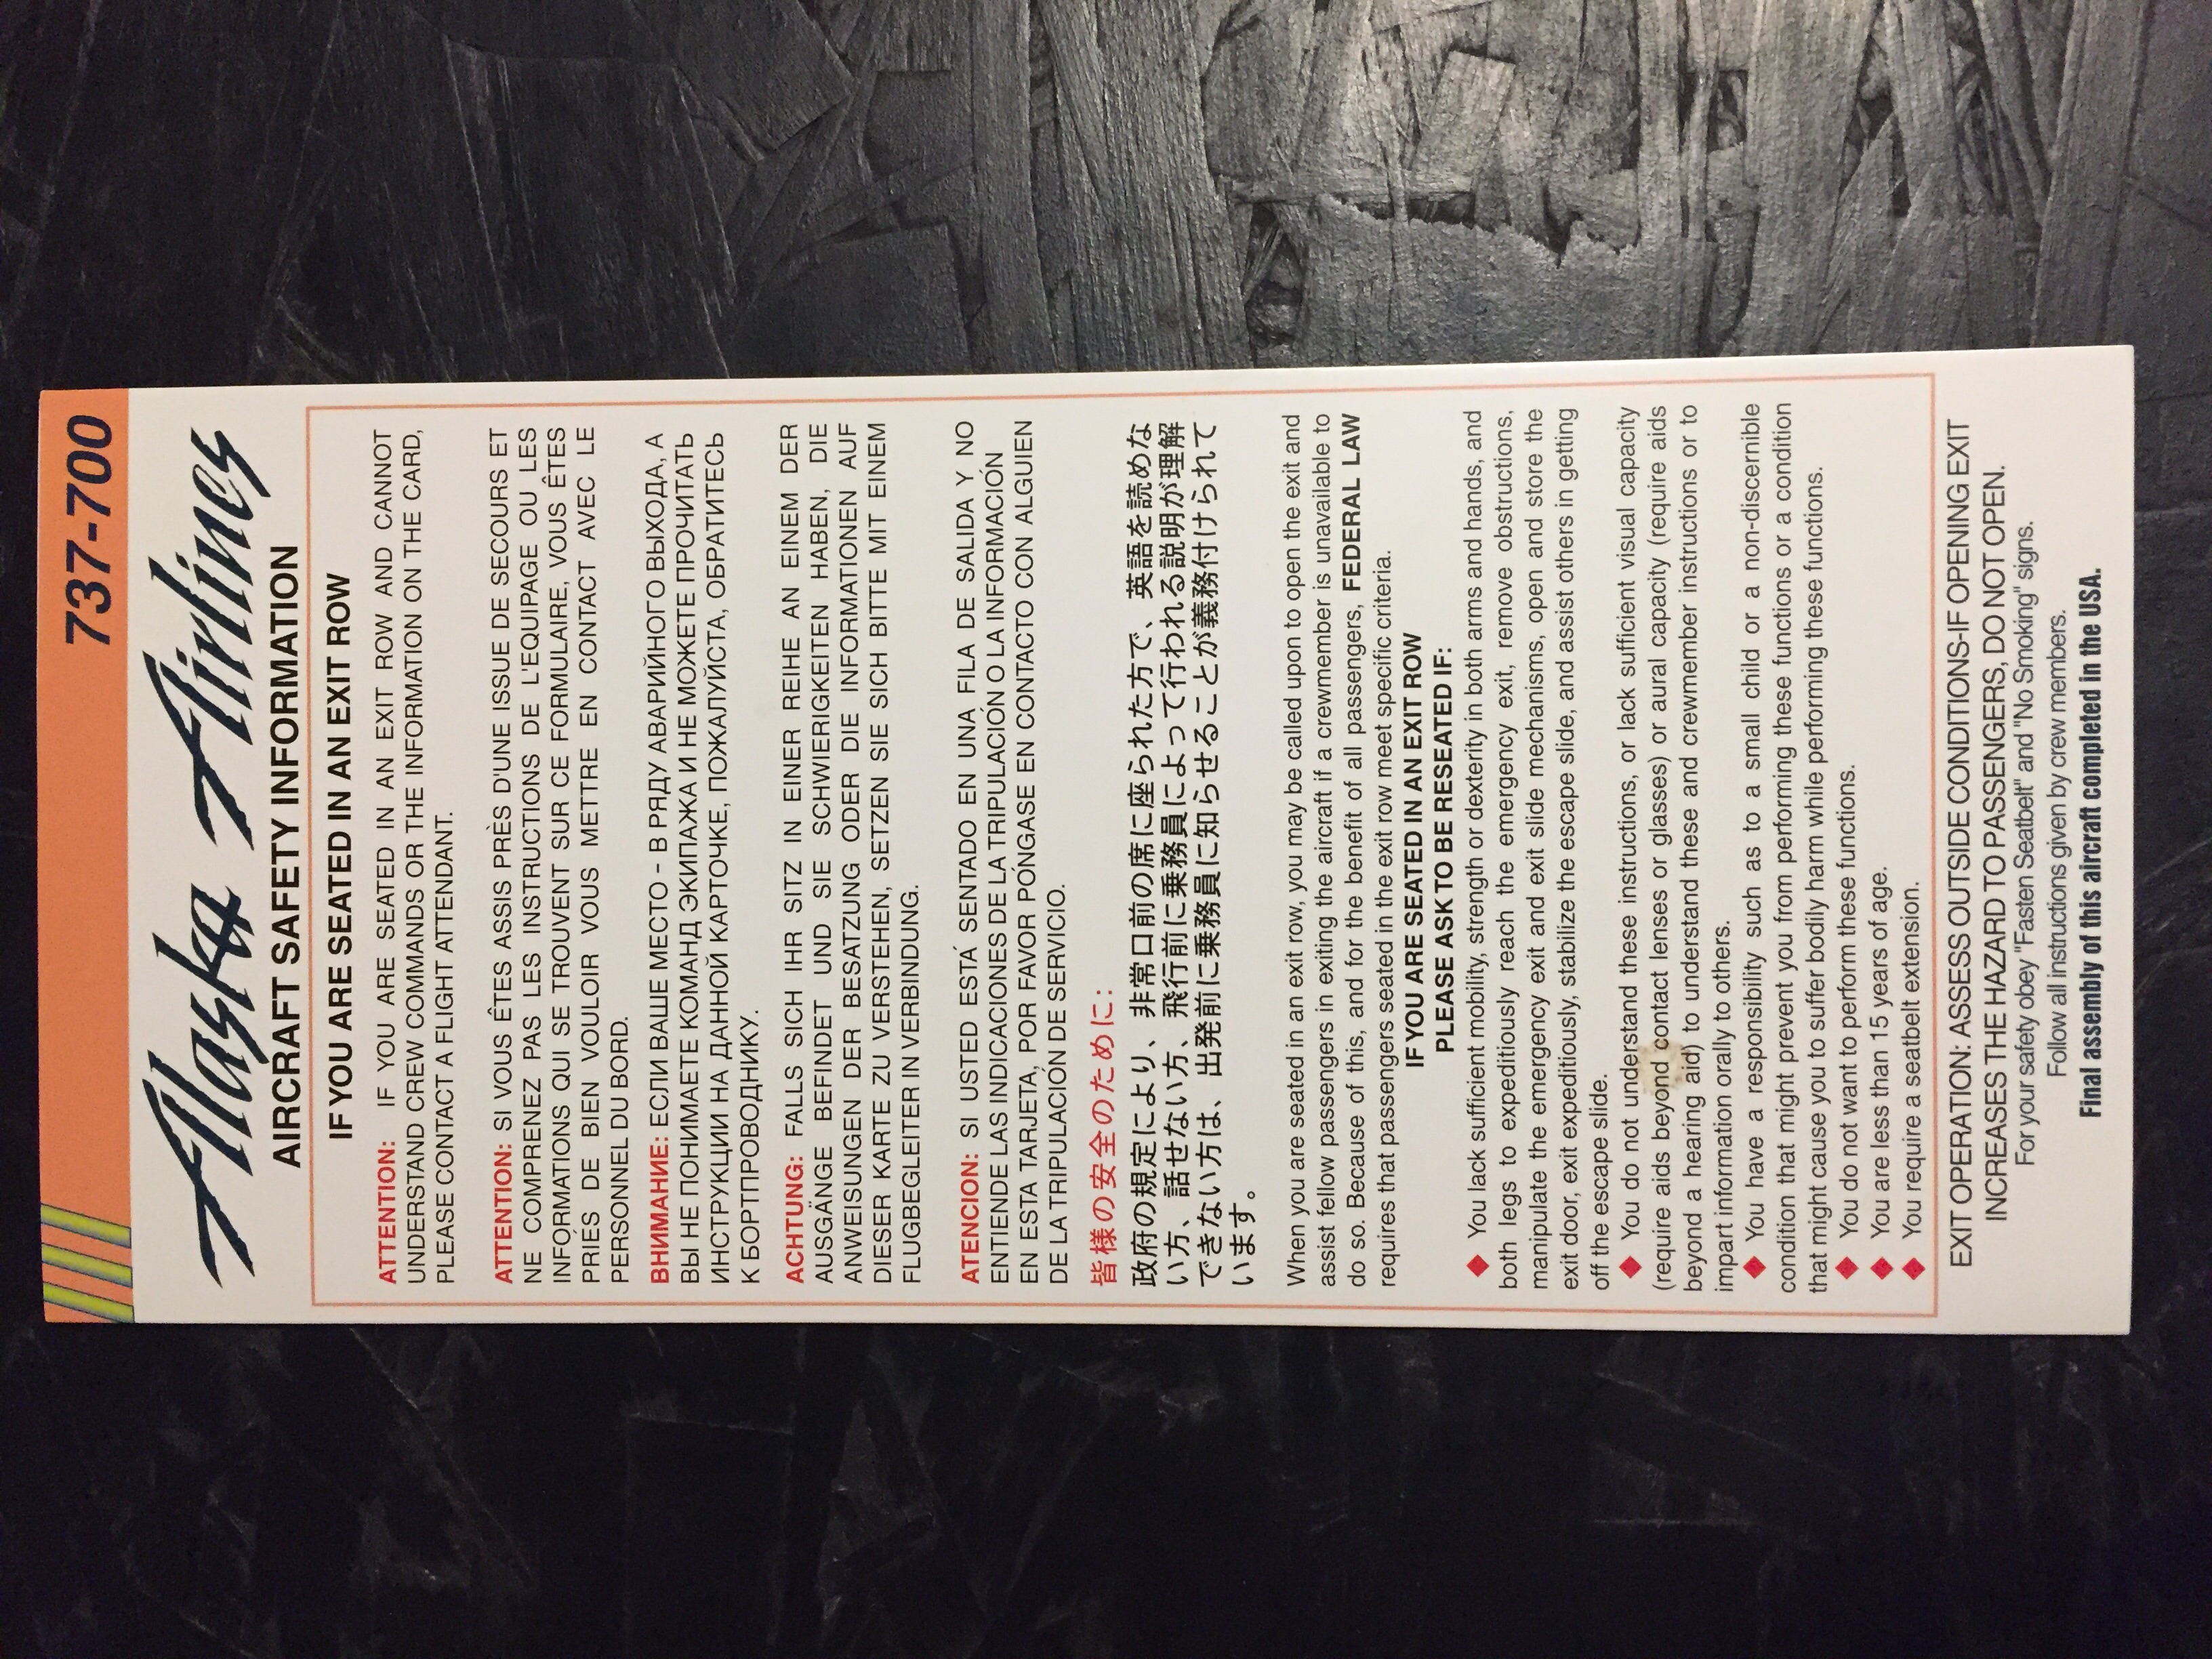 737-700
Alaska Airlines
AIRCRAFT SAFETY INFORMATION
IF YOU ARE SEATED IN AN EXIT ROW
ATTENTION: IF YOU ARE SEATED IN AN EXIT ROW AND CANNOT
UNDERSTAND CREW COMMANDS OR THE INFORMATION ON THE CARD,
PLEASE CONTACT A FLIGHT ATTENDANT.
ATTENTION: SI VOUS ÊTES ASSIS PRÈS D'UNE ISSUE DE SECOURS ET
NE COMPRENEZ PAS LES INSTRUCTIONS DE L'EQUIPAGE OU LES
INFORMATIONS QUI SE TROUVENT SUR CE FORMULAIRE, VOUS ÊTES
PRIÉS DE BIEN VOULOIR VOUS METTRE EN CONTACT AVEC LE
PERSONNEL DU BORD.
ВНИМАНИЕ: ЕСЛИ ВАШЕ МЕСТО - В РЯДУ АВАРИЙНОГО ВЫХОДА, А
ВЫ НЕ ПОНИМАЕТЕ КОМАНД ЭКИПАЖА И НЕ МОЖЕТЕ ПРОЧИТАТЬ
ИНСТРУКЦИИ НА ДАННОЙ КАРТОЧКЕ, ПОЖАЛУЙСТА, ОБРАТИТЕСЬ
К БОРТПРОВОДНИКУ.
ACHTUNG: FALLS SICH IHR SITZ IN EINER REIHE AN EINEM DER
AUSGÄNGE BEFINDET UND SIE SCHWIERIGKEITEN HABEN, DIE
ANWEISUNGEN DER BESATZUNG ODER DIE INFORMATIONEN AUF
DIESER KARTE ZU VERSTEHEN, SETZEN SIE SICH BITTE MIT EINEM
FLUGBEGLEITER IN VERBINDUNG.
ATENCION: SI USTED ESTÁ SENTADO EN UNA FILA DE SALIDA Y NO
ENTIENDE LAS INDICACIONES DE LA TRIPULACIÓN O LA INFORMACIÓN
EN ESTA TARJETA, POR FAVOR PÓNGASE EN CONTACTO CON ALGUIEN
DE LA TRIPULACIÓN DE SERVICIO.
皆様の安全のために:
政府の規定により、非常口前の席に座られた方で、英語を読めな
い方、話せない方、飛行前に乗務員によって行われる説明が理解
できない方は、出発前に乗務員に知らせることが義務付けられて
います。
When you are seated in an exit row, you may be called upon to open the exit and
assist fellow passengers in exiting the aircraft if a crewmember is unavailable to
do so. Because of this, and for the benefit of all passengers, FEDERAL LAW
requires that passengers seated in the exit row meet specific criteria.
IF YOU ARE SEATED IN AN EXIT ROW
PLEASE ASK TO BE RESEATED IF:
◆ You lack sufficient mobility, strength or dexterity in both arms and hands, and
both legs to expeditiously reach the emergency exit, remove obstructions,
manipulate the emergency exit and exit slide mechanisms, open and store the
exit door, exit expeditiously, stabilize the escape slide, and assist others in getting
off the escape slide.
◆ You do not understand these instructions, or lack sufficient visual capacity
(require aids beyond contact lenses or glasses) or aural capacity (require aids
beyond a hearing aid) to understand these and crewmember instructions or to
impart information orally to others.
◆ You have a responsibility such as to a small child or a non-discernible
condition that might prevent you from performing these functions or a condition
that might cause you to suffer bodily harm while performing these functions.
◆ You do not want to perform these functions.
◆ You are less than 15 years of age.
◆ You require a seatbelt extension.
EXIT OPERATION: ASSESS OUTSIDE CONDITIONS-IF OPENING EXIT
INCREASES THE HAZARD TO PASSENGERS, DO NOT OPEN.
For your safety obey "Fasten Seatbelt" and "No Smoking" signs.
Follow all instructions given by crew members.
Final assembly of this aircraft completed in the USA.